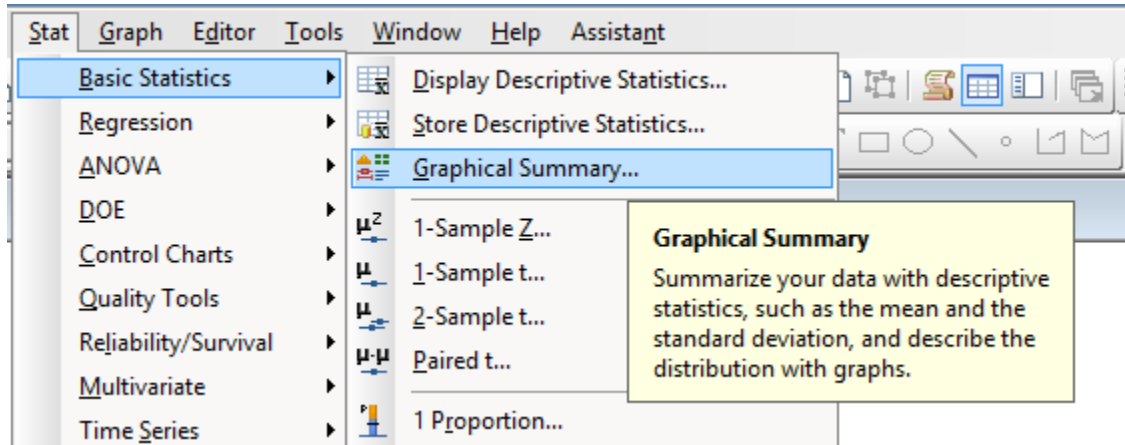 Stat Graph Editor Tools Window Help Assistant
Basic Statistics
Regression
ANOVA
DOE
Control Charts
Quality Tools
Reliability/Survival
Multivariate
Time Series
Display Descriptive Statistics...
Store Descriptive Statistics...
Graphical Summary...
µz 1-Sample Z...
µ 1-Sample t...
µ 2-Sample t...
µ-µ Paired t...
P 1 Proportion...
Graphical Summary
Summarize your data with descriptive
statistics, such as the mean and the
standard deviation, and describe the
distribution with graphs.